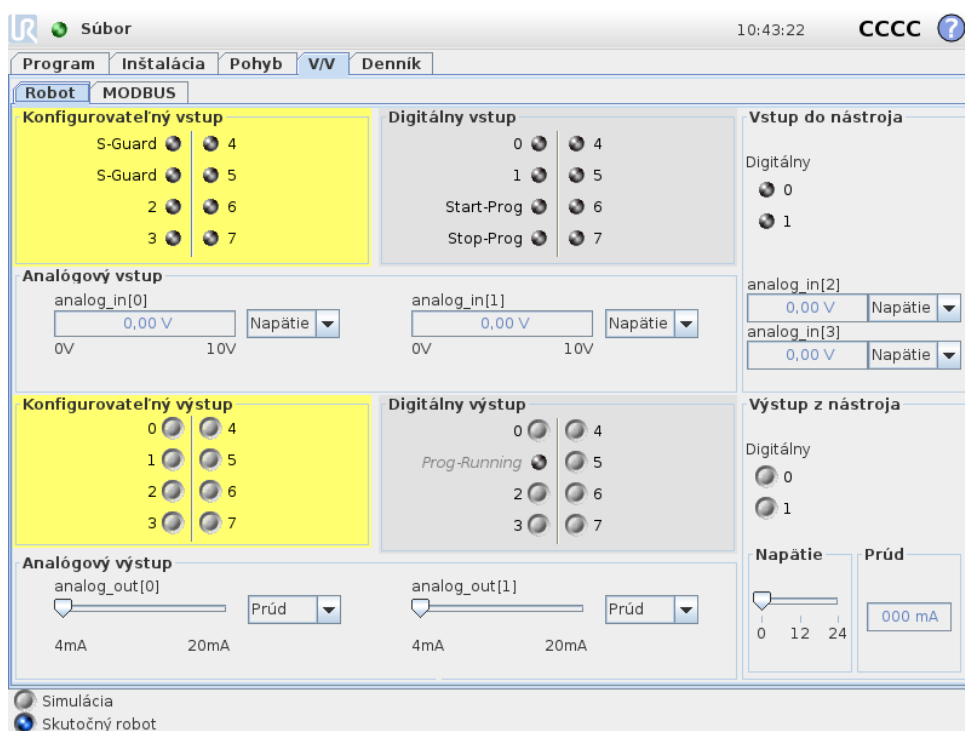 UR Súbor 10:43:22 CCCC ?
Program Inštalácia Pohyb V/V Denník
Robot MODBUS
Konfigurovateľný vstup
S-Guard 4
S-Guard 5
2 6
3 7
Digitálny vstup
0 4
1 5
Start-Prog 6
Stop-Prog 7
Vstup do nástroja
Digitálny
0
1
analog_in[2]
0,00 V Napätie
analog_in[3]
0,00 V Napätie
Analógový vstup
analog_in[0]
0,00 V Napätie
0V 10V
analog_in[1]
0,00 V Napätie
0V 10V
Konfigurovateľný výstup
0 4
1 5
2 6
3 7
Digitálny výstup
0 4
Prog-Running 5
2 6
3 7
Výstup z nástroja
Digitálny
0
1
Napätie
0 12 24
Prúd
000 mA
Analógový výstup
analog_out[0]
Prúd
4mA 20mA
analog_out[1]
Prúd
4mA 20mA
Simulácia
Skutočný robot